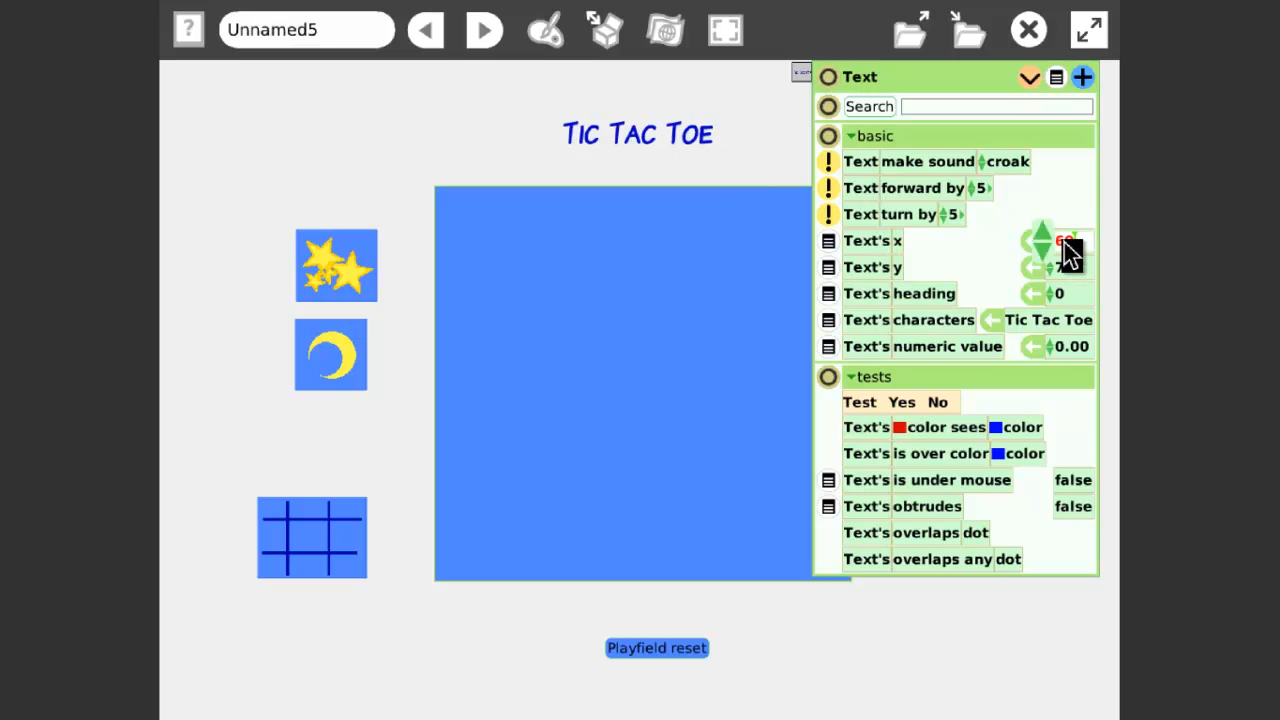 ?
Unnamed5
Tic Tac Toe
Text
Search
basic
! Text make sound croak
! Text forward by 5
! Text turn by 5
Text's x
Text's y
Text's heading 0
Text's characters Tic Tac Toe
Text's numeric value 0.00
tests
Test Yes No
Text's color sees color
Text's is over color color
Text's is under mouse false
Text's obtrudes false
Text's overlaps dot
Text's overlaps any dot
Playfield reset